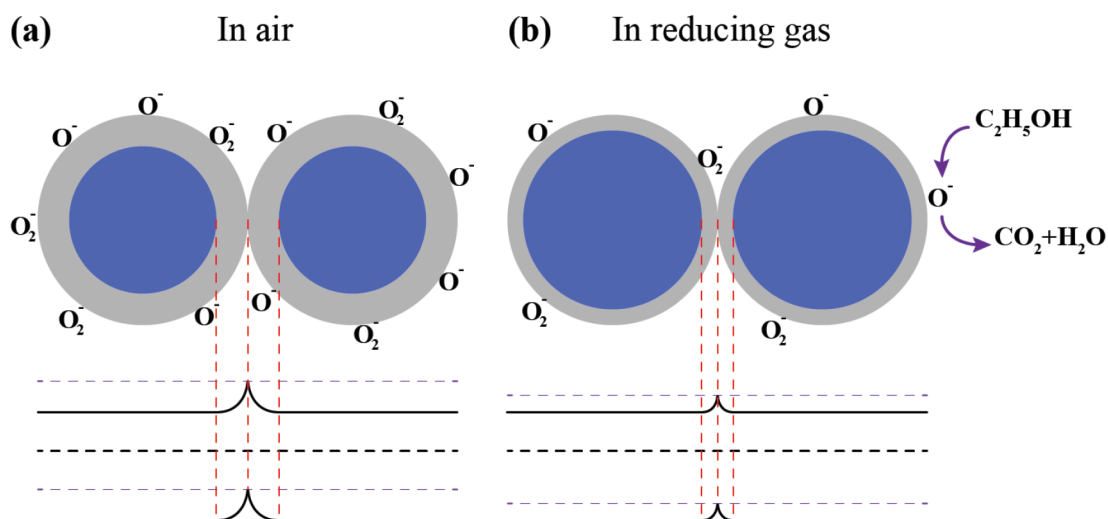 (a) In air
(b) In reducing gas
O⁻
O⁻
O₂⁻
O₂⁻
O₂⁻
O⁻
O⁻
O₂⁻
O⁻
O⁻
O⁻
O₂⁻
O⁻
O₂⁻
O₂⁻
O⁻
O₂⁻
C₂H₅OH
O⁻
CO₂+H₂O